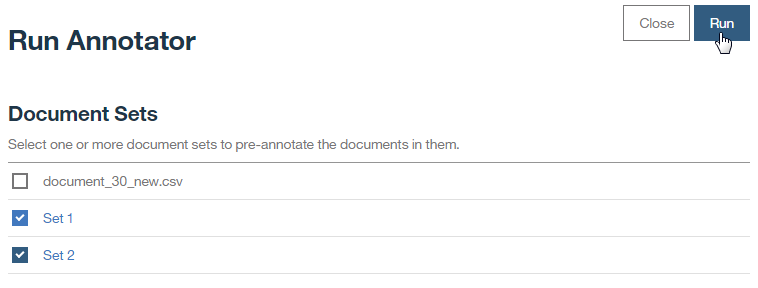 Close
Run
Run Annotator
Document Sets
Select one or more document sets to pre-annotate the documents in them.
document_30_new.csv
Set 1
Set 2